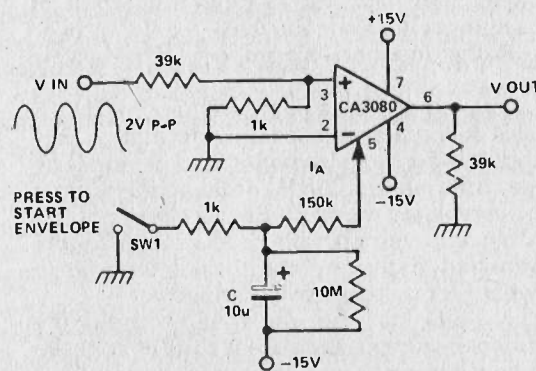 +15V
39k
V IN
7
+
3
CA3080
6
V OUT
1k
2
−
4
5
2V P-P
I_A
39k
−15V
PRESS TO
START
ENVELOPE
SW1
1k
150k
+
C
10u
10M
−15V